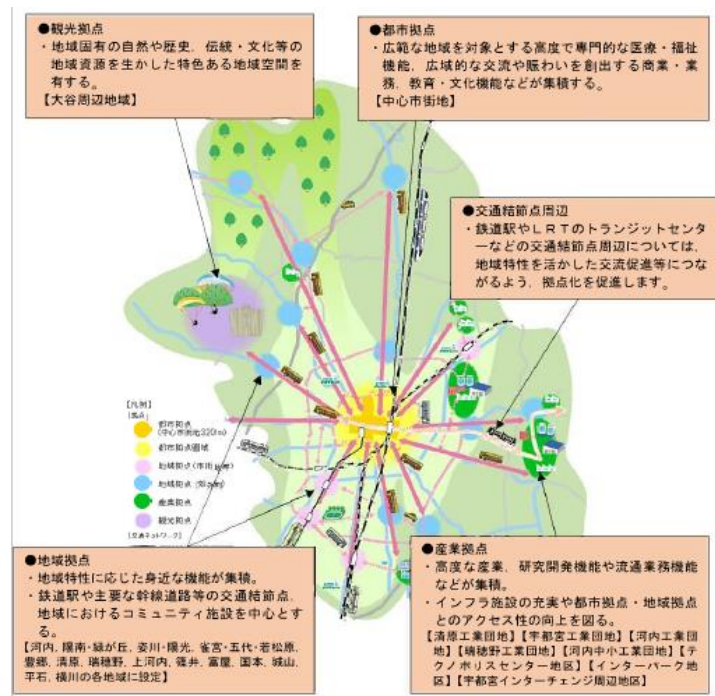 ●観光拠点
・地域固有の自然や歴史，伝統・文化等の
地域資源を生かした特色ある地域空間を
有する。
【大谷周辺地域】
●都市拠点
・広範な地域を対象とする高度で専門的な医療・福祉
機能，広域的な交流や賑わいを創出する商業・業
務，教育・文化機能などが集積する。
【中心市街地】
●交通結節点周辺
・鉄道駅やＬＲＴのトランジットセンタ
ーなどの交通結節点周辺については，
地域特性を活かした交流促進等につな
がるよう，拠点化を促進します。
【凡例】
都市拠点
(中心市街地320ha)
都市拠点圏域
地域拠点
地域拠点
産業拠点
観光拠点
●地域拠点
・地域特性に応じた身近な機能が集積。
・鉄道駅や主要な幹線道路等の交通結節点，
地域におけるコミュニティ施設を中心とす
る。
【河内，陽南・緑が丘，姿川・陽光，雀宮・五代・若松原，
豊郷，清原，瑞穂野，上河内，篠井，富屋，国本，城山，
平石，横川の各地域に設定】
●産業拠点
・高度な産業，研究開発機能や流通業務機能
などが集積。
・インフラ施設の充実や都市拠点・地域拠点
とのアクセス性の向上を図る。
【清原工業団地】【宇都宮工業団地】【河内工業団
地】【瑞穂野工業団地】【河内中小工業団地】【テ
クノポリスセンター地区】【インターパーク地
区】【宇都宮インターチェンジ周辺地区】